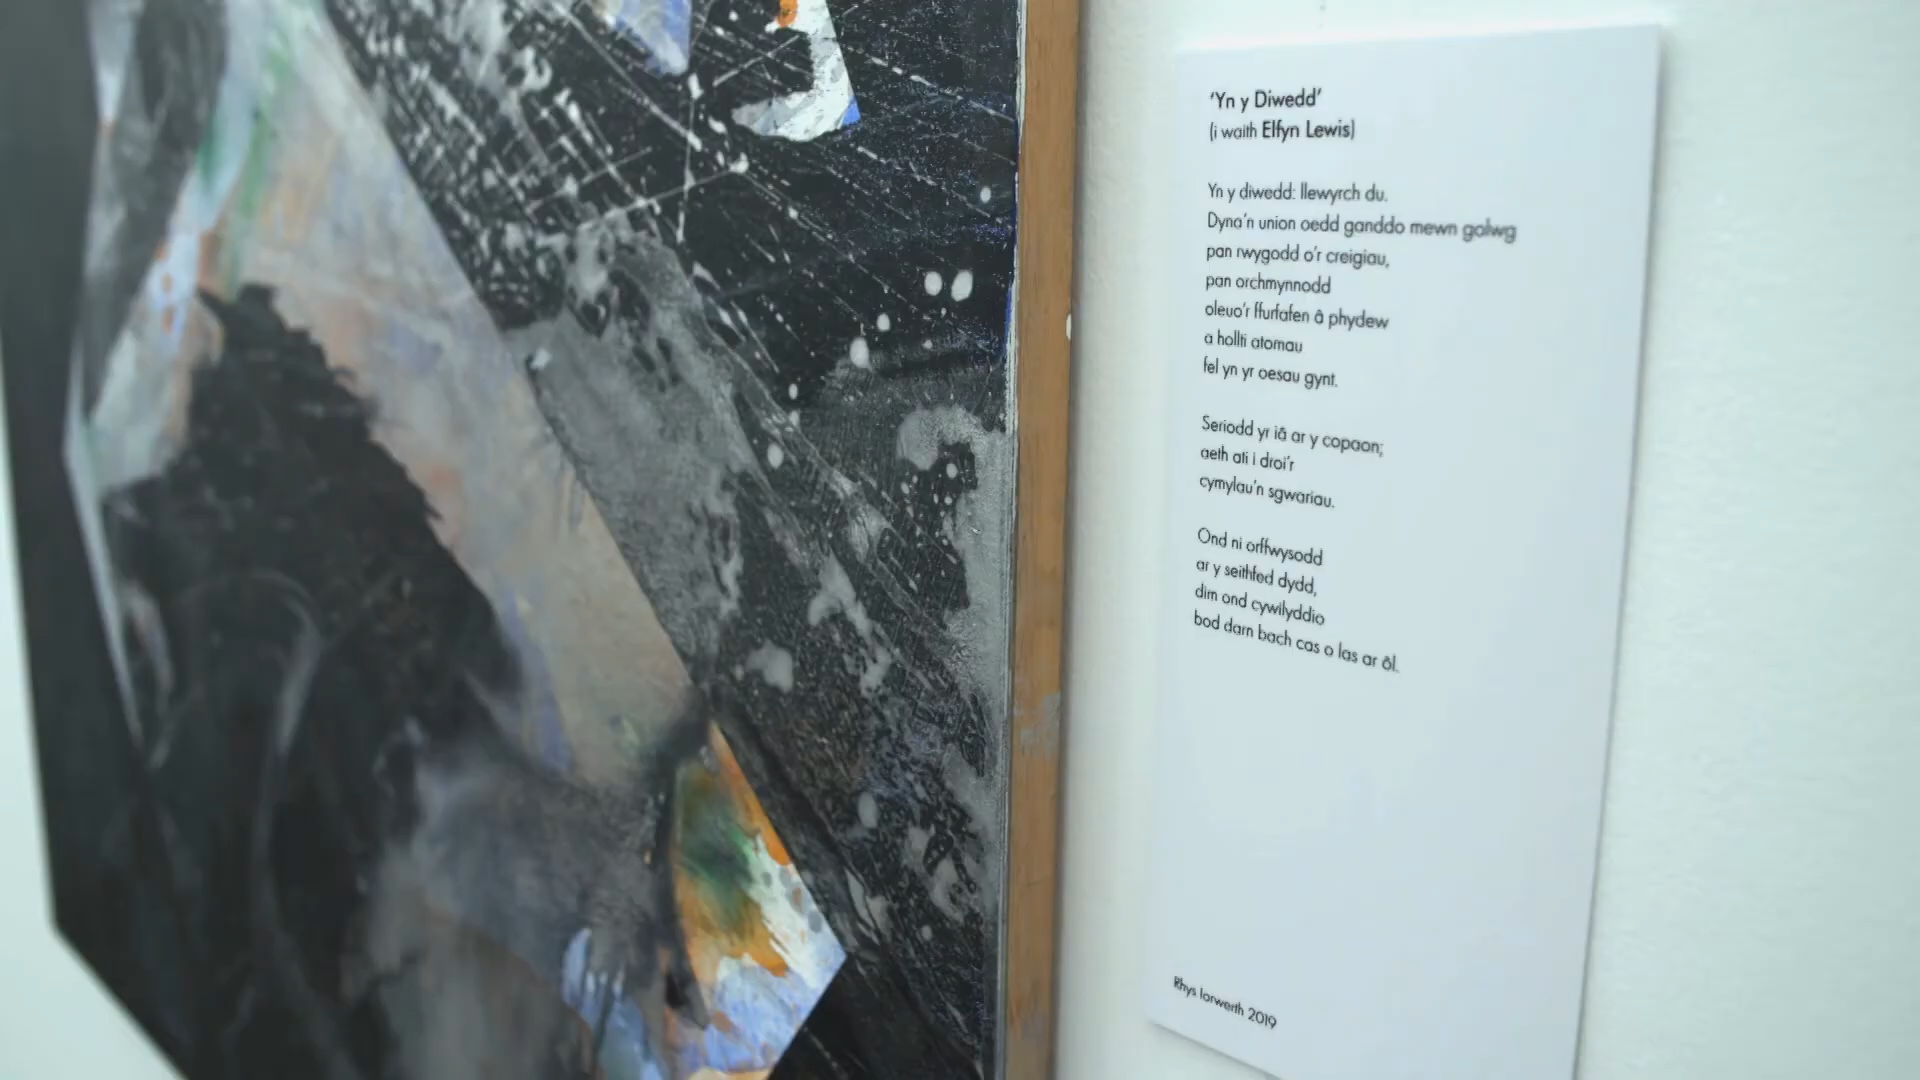 ‘Yn y Diwedd’
(i waith Elfyn Lewis)
Yn y diwedd: llewyrch du.
Dyna’n union oedd ganddo mewn golwg
pan rwygodd o’r creigiau,
pan orchmynnodd
oleuo’r ffurfafen â phydew
a hollti atomau
fel yn yr oesau gynt.
Seriodd yr iâ ar y copaon;
aeth ati i droi’r
cymylau’n sgwariau.
Ond ni orffwysodd
ar y seithfed dydd,
dim ond cywilyddio
bod darn bach cas o las ar ôl.
Rhys Iorwerth 2019